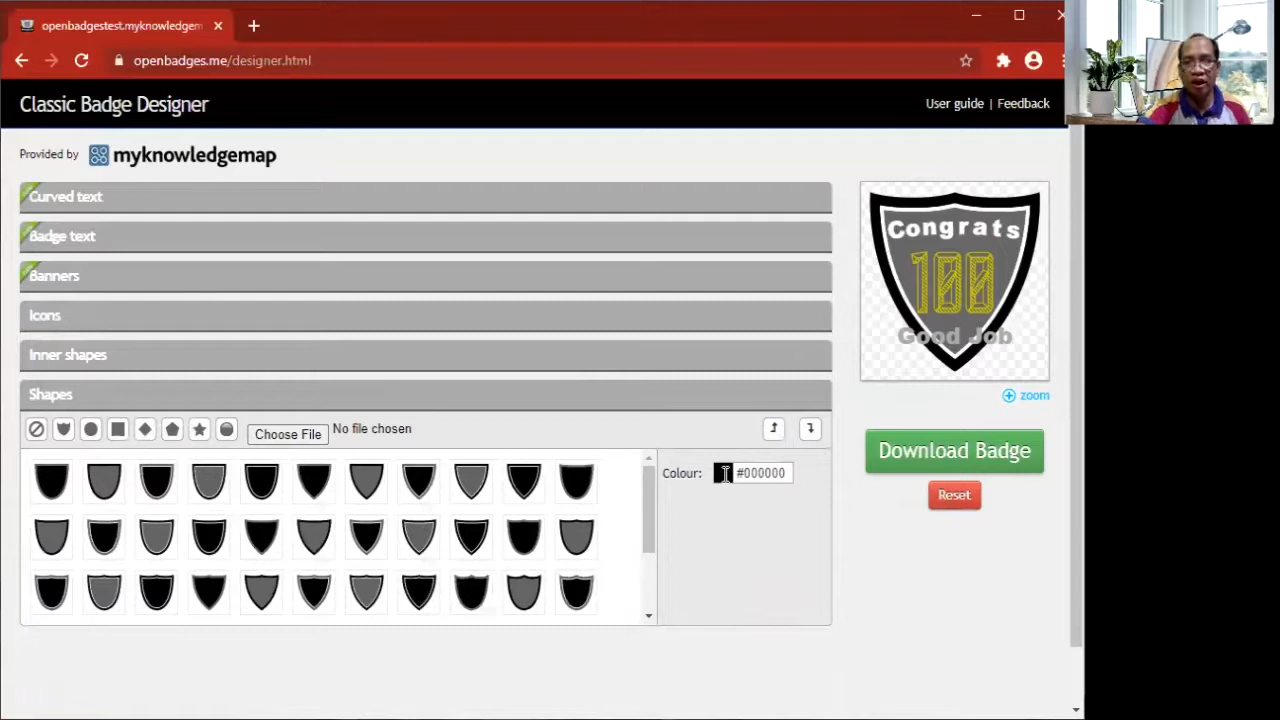 openbadgestest.myknowledgem
openbadges.me/designer.html
Classic Badge Designer
User guide | Feedback
Provided by myknowledgemap
Curved text
Badge text
Banners
Icons
Inner shapes
Shapes
Choose File No file chosen
Colour: #000000
Congrats
100
Good Job
zoom
Download Badge
Reset